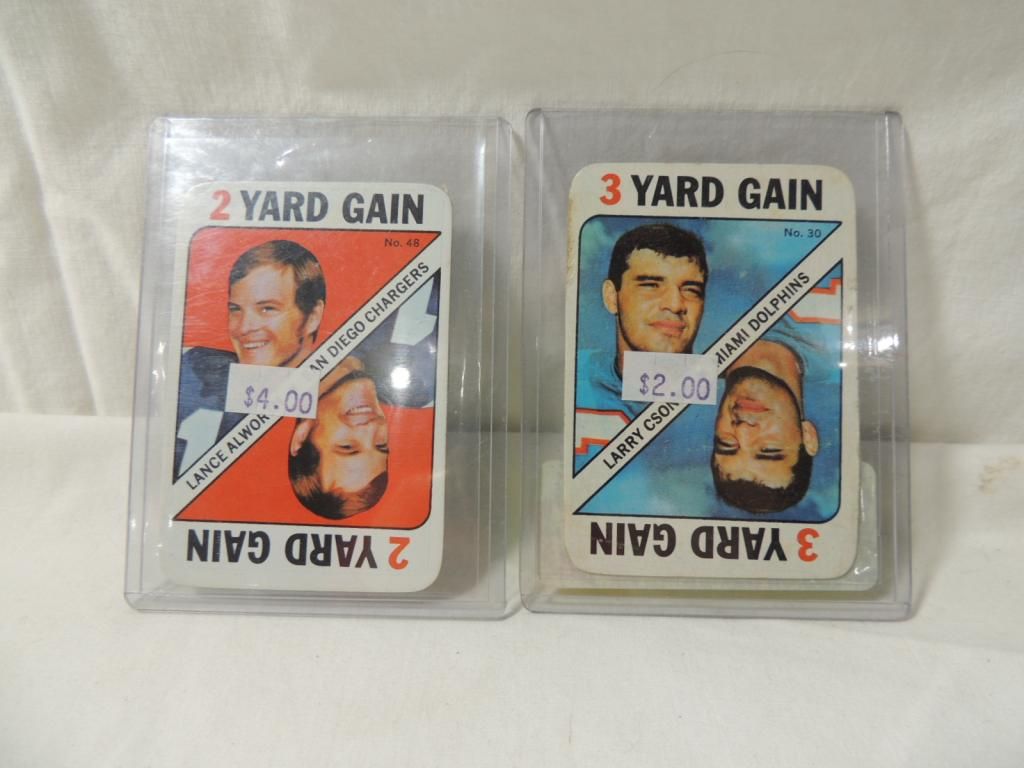 2 YARD GAIN
No. 48
LANCE ALWOR AN DIEGO CHARGERS
$4.00
2 YARD GAIN
3 YARD GAIN
No. 30
LARRY CSON MIAMI DOLPHINS
$2.00
3 YARD GAIN